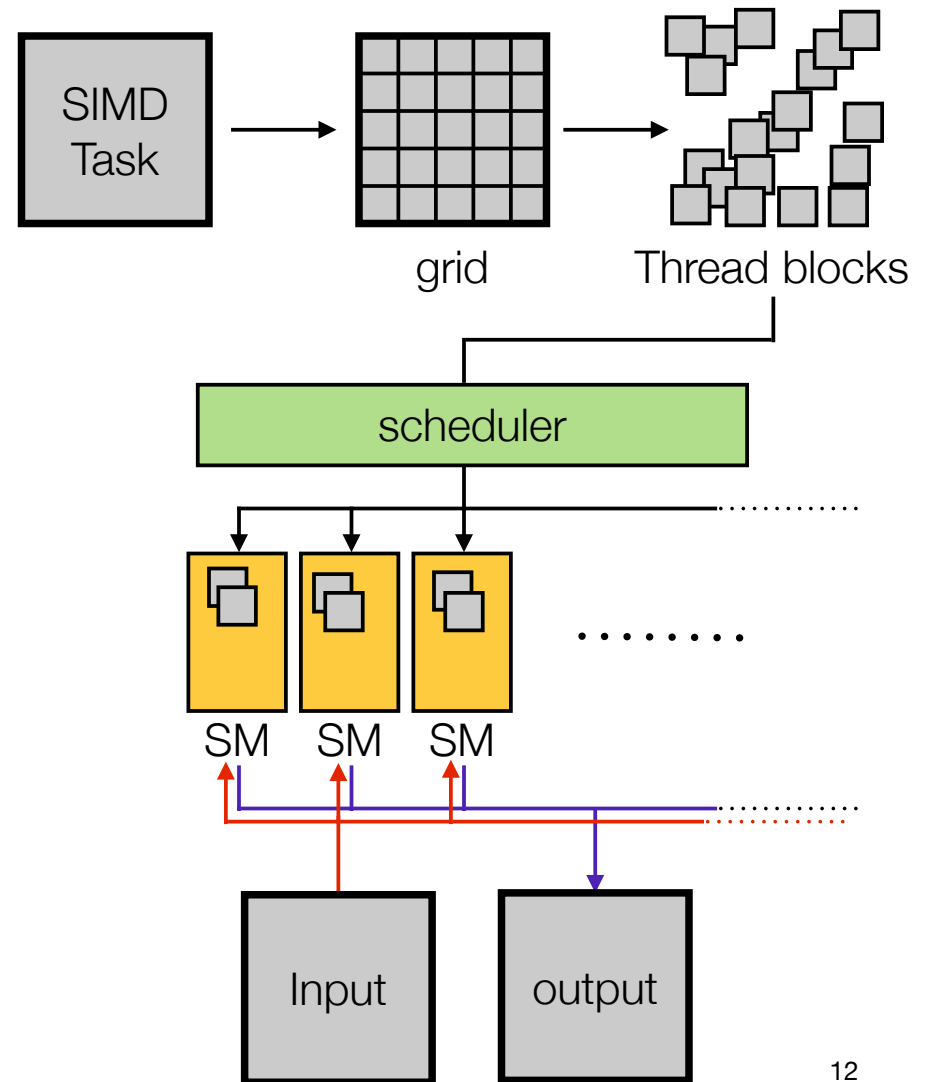 SIMD
Task
grid
Thread blocks
scheduler
SM
SM
SM
Input
output
12